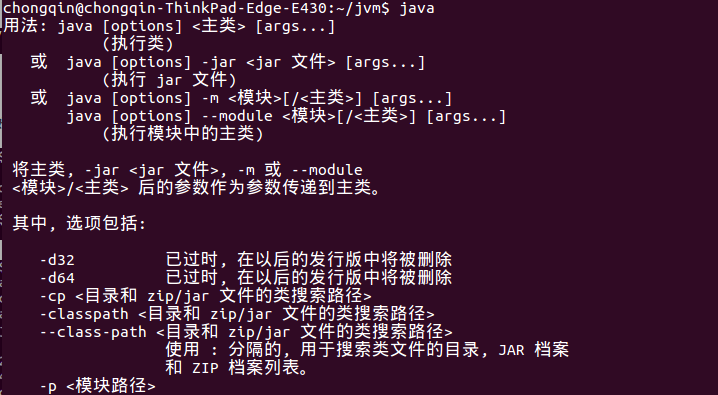 chongqin@chongqin-ThinkPad-Edge-E430:~/jvm$ java
用法: java [options] <主类> [args...]
(执行类)
或 java [options] -jar <jar 文件> [args...]
(执行 jar 文件)
或 java [options] -m <模块>[/<主类>] [args...]
java [options] --module <模块>[/<主类>] [args...]
(执行模块中的主类)
将主类, -jar <jar 文件>, -m 或 --module
<模块>/<主类> 后的参数作为参数传递到主类。
其中, 选项包括:
-d32 已过时, 在以后的发行版中将被删除
-d64 已过时, 在以后的发行版中将被删除
-cp <目录和 zip/jar 文件的类搜索路径>
-classpath <目录和 zip/jar 文件的类搜索路径>
--class-path <目录和 zip/jar 文件的类搜索路径>
使用 : 分隔的, 用于搜索类文件的目录, JAR 档案
和 ZIP 档案列表。
-p <模块路径>